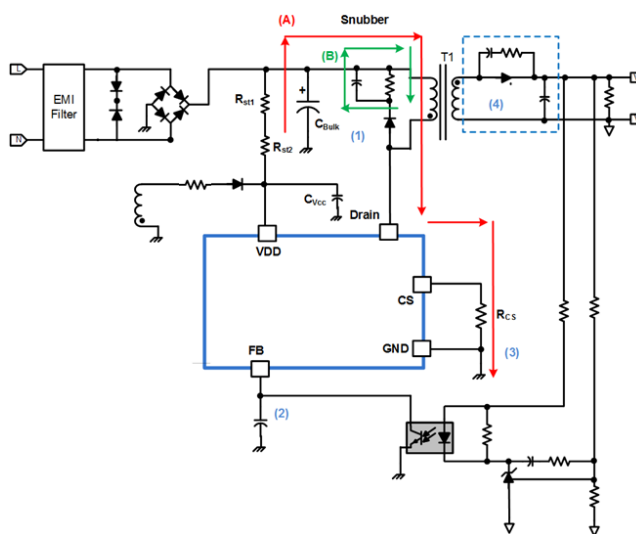 (A)
Snubber
(B)
T1
L
EMI
Filter
Rst1
+
CBulk
(1)
(4)
N
Rst2
CVcc
Drain
VDD
CS
RCS
GND
(3)
FB
(2)